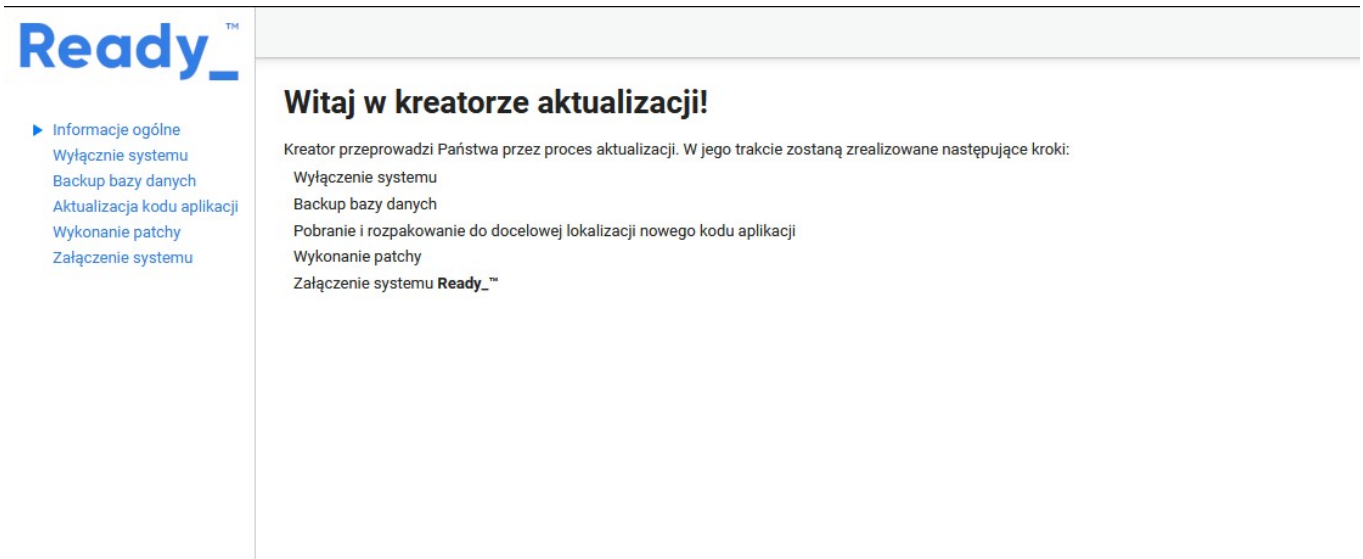 Ready_™
Informacje ogólne
Wyłącznie systemu
Backup bazy danych
Aktualizacja kodu aplikacji
Wykonanie patchy
Załączenie systemu
Witaj w kreatorze aktualizacji!
Kreator przeprowadzi Państwa przez proces aktualizacji. W jego trakcie zostaną zrealizowane następujące kroki:
Wyłączenie systemu
Backup bazy danych
Pobranie i rozpakowanie do docelowej lokalizacji nowego kodu aplikacji
Wykonanie patchy
Załączenie systemu Ready_™